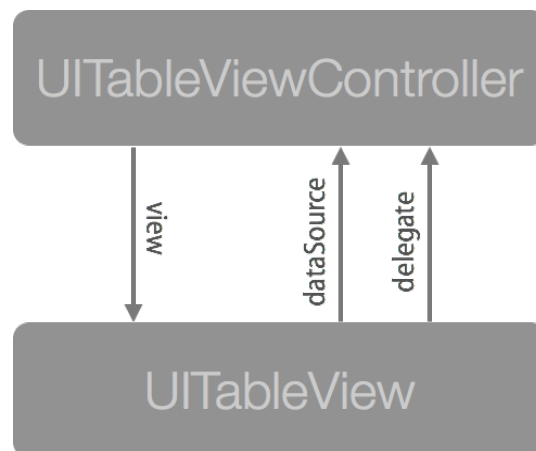 UITableViewController
view
dataSource
delegate
UITableView